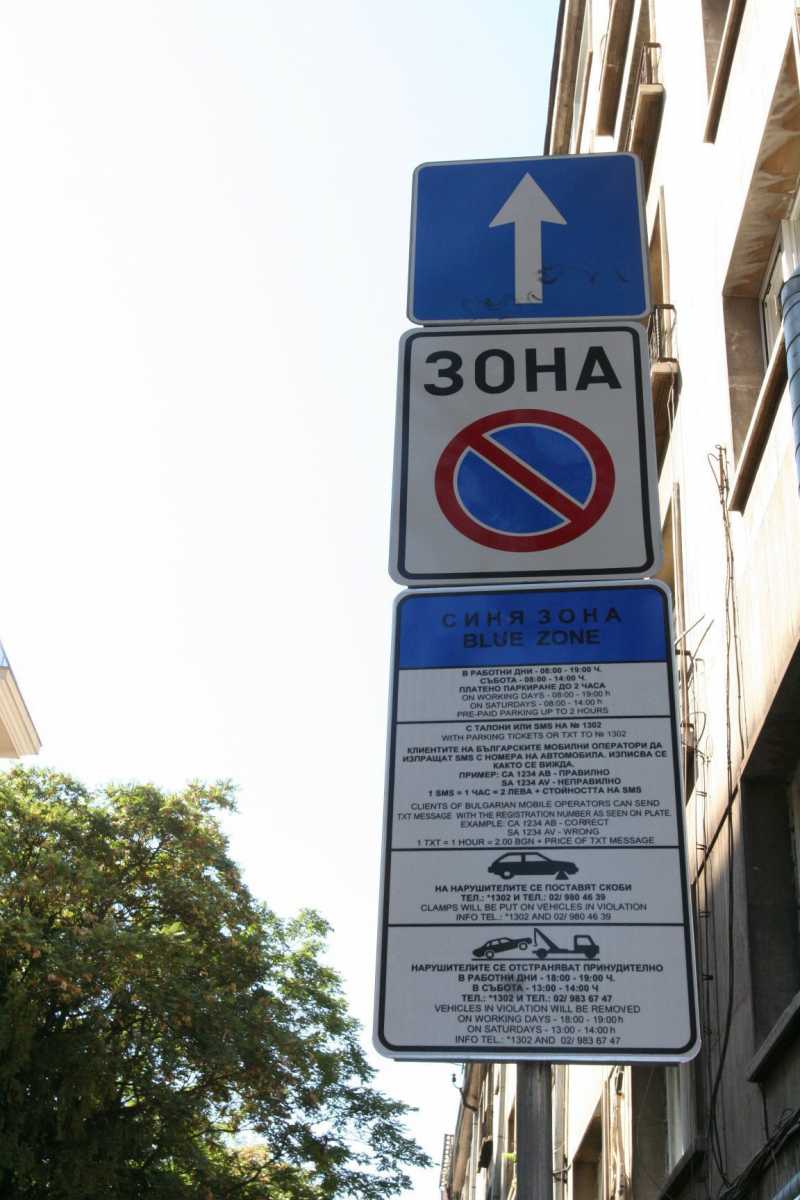 ЗОНА
СИНЯ ЗОНА
BLUE ZONE
В РАБОТНИ ДНИ - 08:00 - 19:00 Ч.
СЪБОТА - 08:00 - 14:00 Ч.
ПЛАТЕНО ПАРКИРАНЕ ДО 2 ЧАСА
ON WORKING DAYS - 08:00 - 19:00 h
ON SATURDAYS - 08:00 - 14:00 h
PRE-PAID PARKING UP TO 2 HOURS
С ТАЛОНИ ИЛИ SMS НА № 1302
WITH PARKING TICKETS OR TXT TO № 1302
КЛИЕНТИТЕ НА БЪЛГАРСКИТЕ МОБИЛНИ ОПЕРАТОРИ ДА
ИЗПРАЩАТ SMS С НОМЕРА НА АВТОМОБИЛА. ИЗПИСВА СЕ
КАКТО СЕ ВИЖДА.
ПРИМЕР: СА 1234 АВ - ПРАВИЛНО
SA 1234 AV - НЕПРАВИЛНО
1 SMS = 1 ЧАС = 2 ЛЕВА + СТОЙНОСТТА НА SMS
CLIENTS OF BULGARIAN MOBILE OPERATORS CAN SEND
TXT MESSAGE WITH THE REGISTRATION NUMBER AS SEEN ON PLATE.
EXAMPLE: CA 1234 AB - CORRECT
SA 1234 AV - WRONG
1 TXT = 1 HOUR = 2.00 BGN + PRICE OF TXT MESSAGE
НА НАРУШИТЕЛИТЕ СЕ ПОСТАВЯТ СКОБИ
ТЕЛ.: *1302 И ТЕЛ.: 02/ 980 46 39
CLAMPS WILL BE PUT ON VEHICLES IN VIOLATION
INFO TEL.: *1302 AND 02/ 980 46 39
НАРУШИТЕЛИТЕ СЕ ОТСТРАНЯВАТ ПРИНУДИТЕЛНО
В РАБОТНИ ДНИ - 18:00 - 19:00 Ч.
В СЪБОТА - 13:00 - 14:00 Ч
ТЕЛ.: *1302 И ТЕЛ.: 02/ 983 67 47
VEHICLES IN VIOLATION WILL BE REMOVED
ON WORKING DAYS - 18:00 - 19:00 h
ON SATURDAYS - 13:00 - 14:00 h
INFO TEL.: *1302 AND 02/ 983 67 47